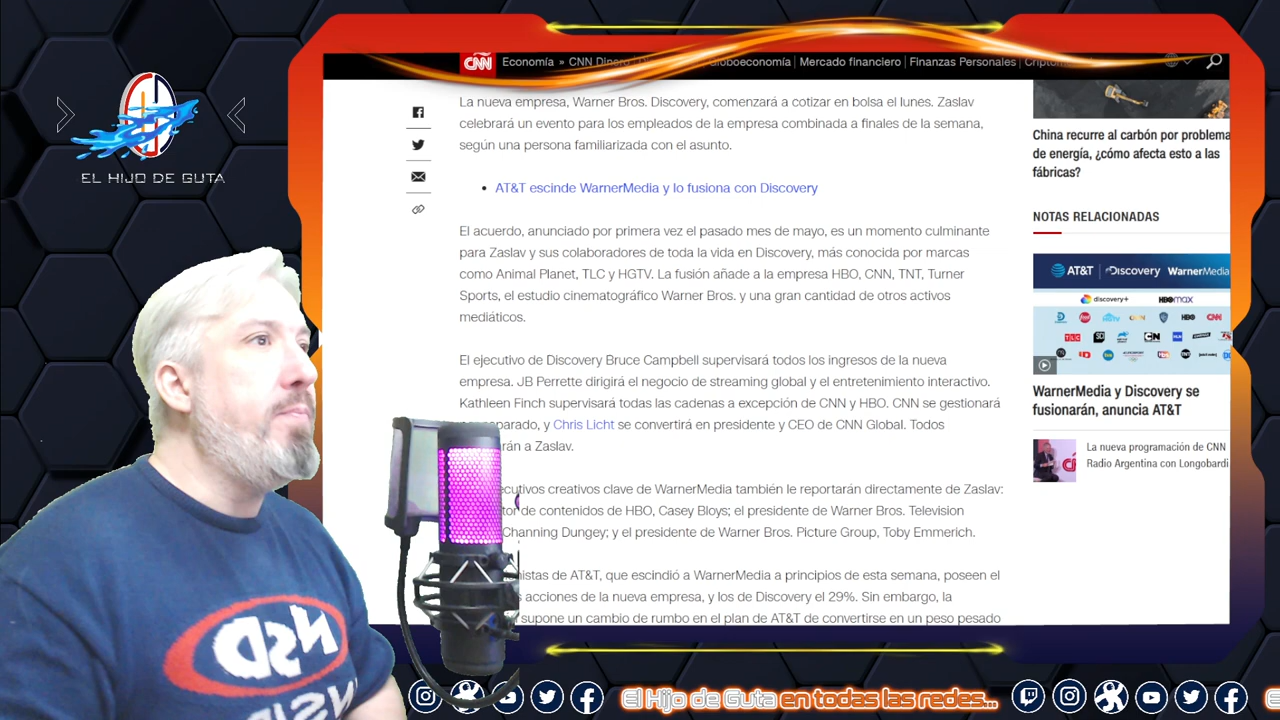 EL HIJO DE GUTA
CNN Economía » CNN Dinero | Mercado financiero | Finanzas Personales |
La nueva empresa, Warner Bros. Discovery, comenzará a cotizar en bolsa el lunes. Zaslav
celebrará un evento para los empleados de la empresa combinada a finales de la semana,
según una persona familiarizada con el asunto.
• AT&T escinde WarnerMedia y lo fusiona con Discovery
El acuerdo, anunciado por primera vez el pasado mes de mayo, es un momento culminante
para Zaslav y sus colaboradores de toda la vida en Discovery, más conocida por marcas
como Animal Planet, TLC y HGTV. La fusión añade a la empresa HBO, CNN, TNT, Turner
Sports, el estudio cinematográfico Warner Bros. y una gran cantidad de otros activos
mediáticos.
El ejecutivo de Discovery Bruce Campbell supervisará todos los ingresos de la nueva
empresa. JB Perrette dirigirá el negocio de streaming global y el entretenimiento interactivo.
Kathleen Finch supervisará todas las cadenas a excepción de CNN y HBO. CNN se gestionará
y Chris Licht se convertirá en presidente y CEO de CNN Global. Todos
a Zaslav.
creativos clave de WarnerMedia también le reportarán directamente de Zaslav:
de contenidos de HBO, Casey Bloys; el presidente de Warner Bros. Television
Channing Dungey; y el presidente de Warner Bros. Picture Group, Toby Emmerich.
de AT&T, que escindió a WarnerMedia a principios de esta semana, poseen el
acciones de la nueva empresa, y los de Discovery el 29%. Sin embargo, la
supone un cambio de rumbo en el plan de AT&T de convertirse en un peso pesado
China recurre al carbón por problema
de energía, ¿cómo afecta esto a las
fábricas?
NOTAS RELACIONADAS
AT&T Discovery WarnerMedia
discovery+ HBOMAX
HBO CNN
TLC CN
TNT
WarnerMedia y Discovery se
fusionarán, anuncia AT&T
La nueva programación de CNN
Radio Argentina con Longobardi
El Hijo de Guta en todas las redes...